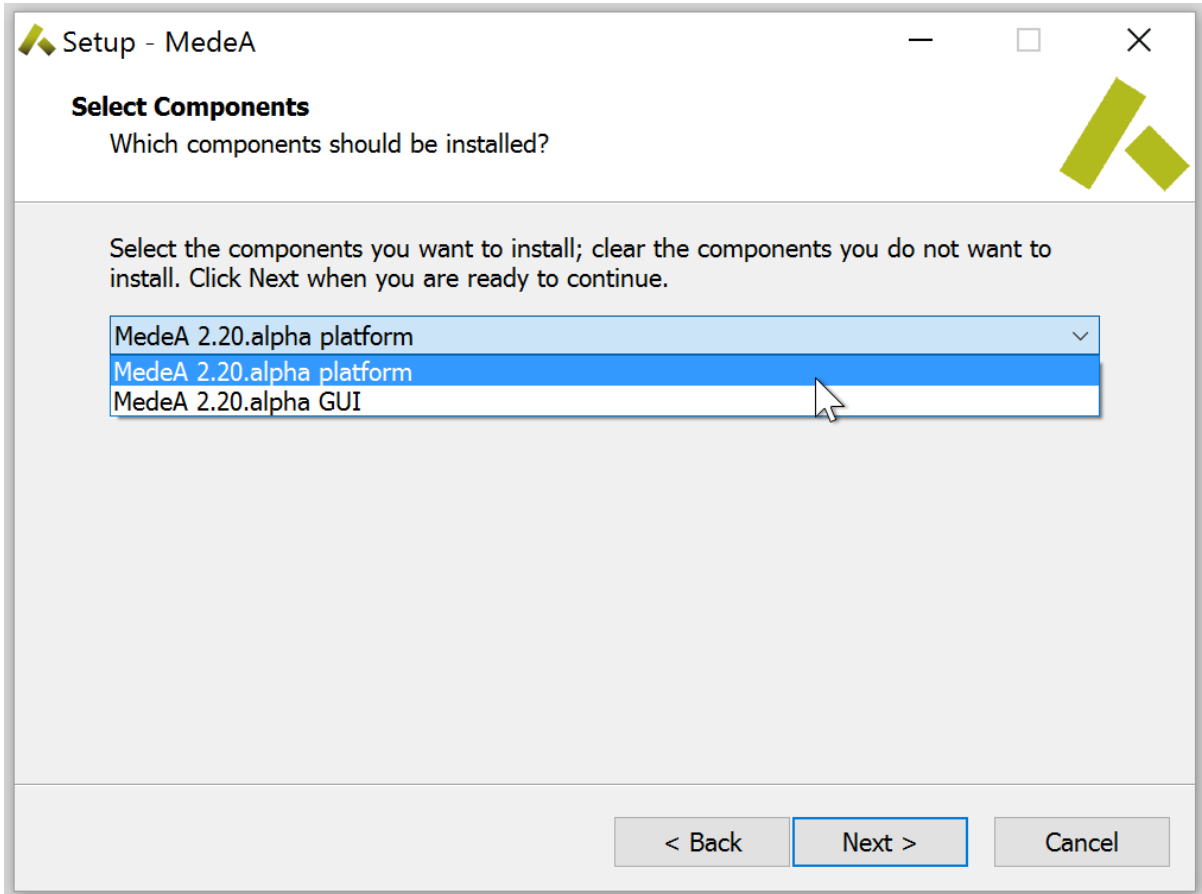 Setup - MedeA
Select Components
Which components should be installed?
Select the components you want to install; clear the components you do not want to
install. Click Next when you are ready to continue.
MedeA 2.20.alpha platform
MedeA 2.20.alpha platform
MedeA 2.20.alpha GUI
< Back
Next >
Cancel